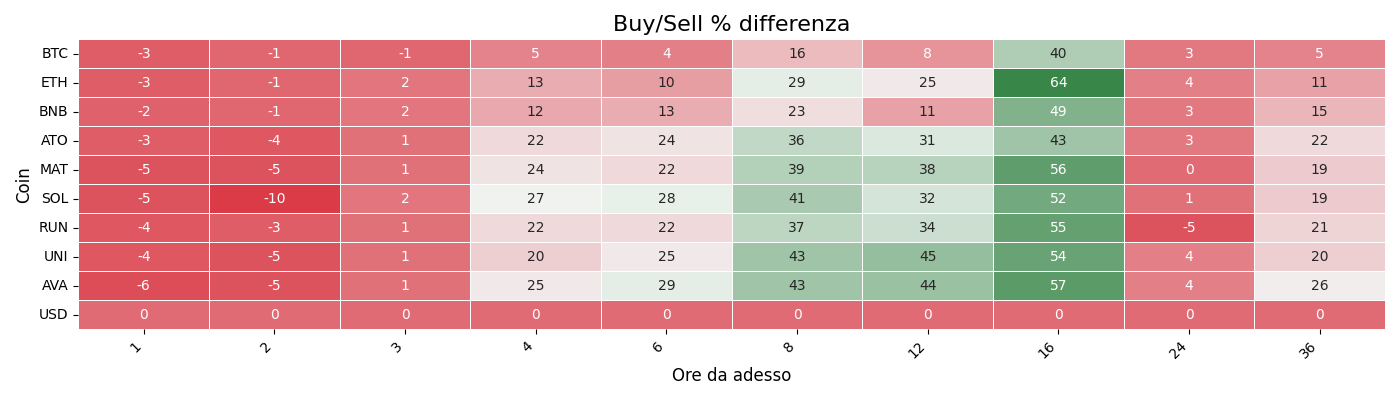 Buy/Sell % differenza
Coin
BTC -3 -1 -1 5 4 16 8 40 3 5
ETH -3 -1 2 13 10 29 25 64 4 11
BNB -2 -1 2 12 13 23 11 49 3 15
ATO -3 -4 1 22 24 36 31 43 3 22
MAT -5 -5 1 24 22 39 38 56 0 19
SOL -5 -10 2 27 28 41 32 52 1 19
RUN -4 -3 1 22 22 37 34 55 -5 21
UNI -4 -5 1 20 25 43 45 54 4 20
AVA -6 -5 1 25 29 43 44 57 4 26
USD 0 0 0 0 0 0 0 0 0 0
1 2 3 4 6 8 12 16 24 36
Ore da adesso